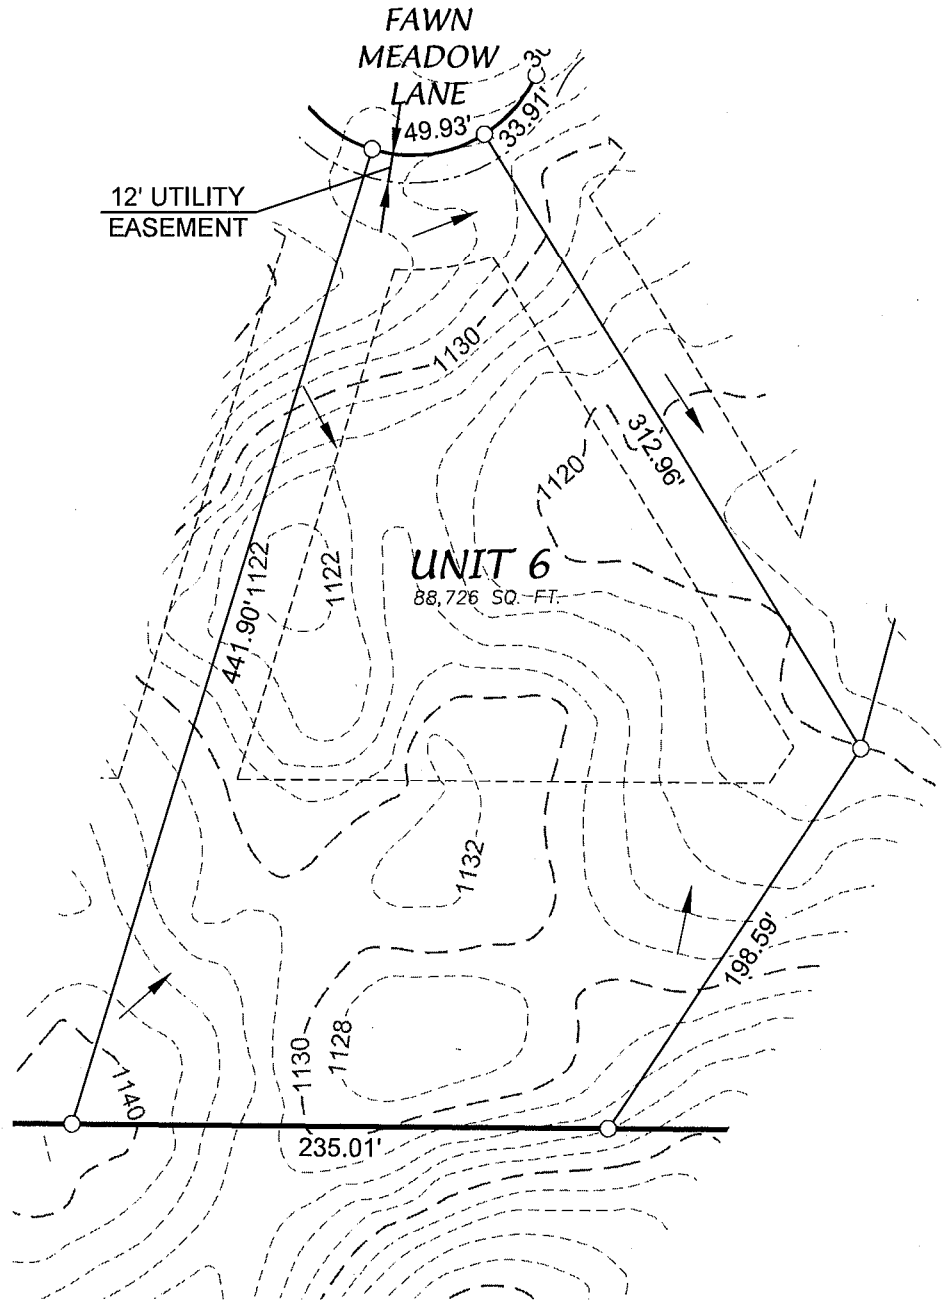 FAWN
MEADOW
LANE
49.93'
33.91'
12' UTILITY
EASEMENT
1130
312.96'
1120
UNIT 6
88,726 SQ. FT.
1122
1122
441.90'
1132
198.59'
1130
1128
1140
235.01'